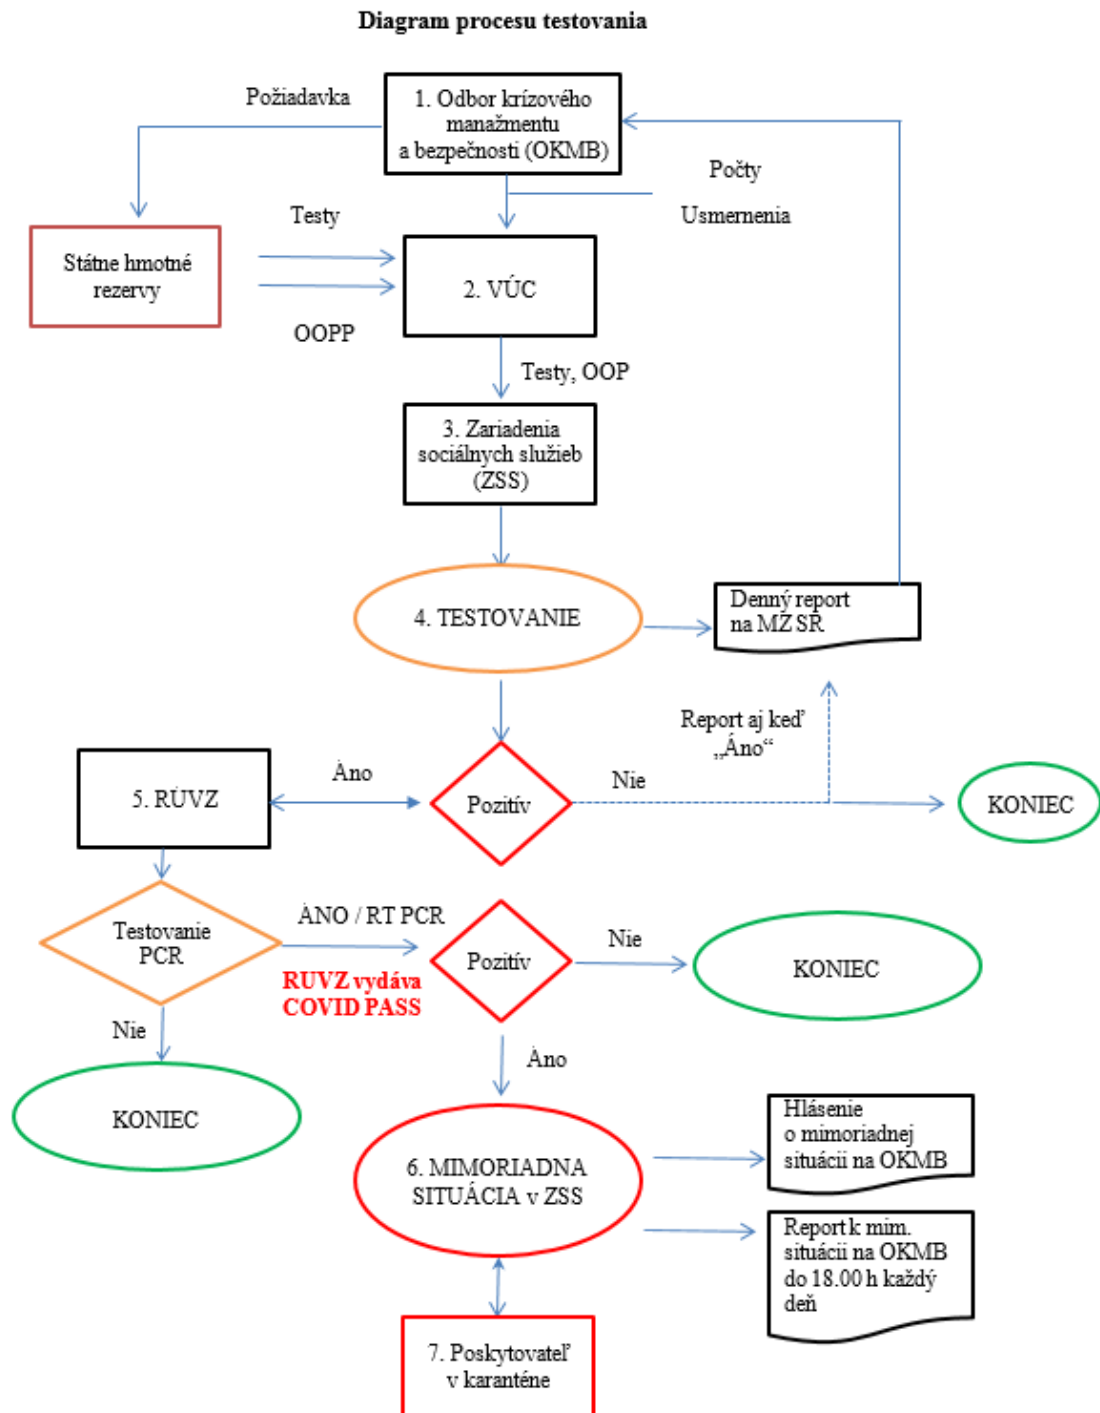 Diagram procesu testovania
Požiadavka
1. Odbor krízového
manažmentu
a bezpečnosti (OKMB)
Počty
Usmernenia
Testy
Štátne hmotné
rezervy
2. VÚC
OOPP
Testy, OOP
3. Zariadenia
sociálnych služieb
(ZSS)
4. TESTOVANIE
Denný report
na MZ SR
Report aj keď
„Áno“
Áno
Nie
5. RÚVZ
Pozitív
KONIEC
Testovanie
PCR
ÁNO / RT PCR
RUVZ vydáva
COVID PASS
Pozitív
Nie
KONIEC
Nie
Áno
KONIEC
Hlásenie
o mimoriadnej
situácii na OKMB
6. MIMORIADNA
SITUÁCIA v ZSS
Report k mim.
situácii na OKMB
do 18.00 h každý
deň
7. Poskytovateľ
v karanténe